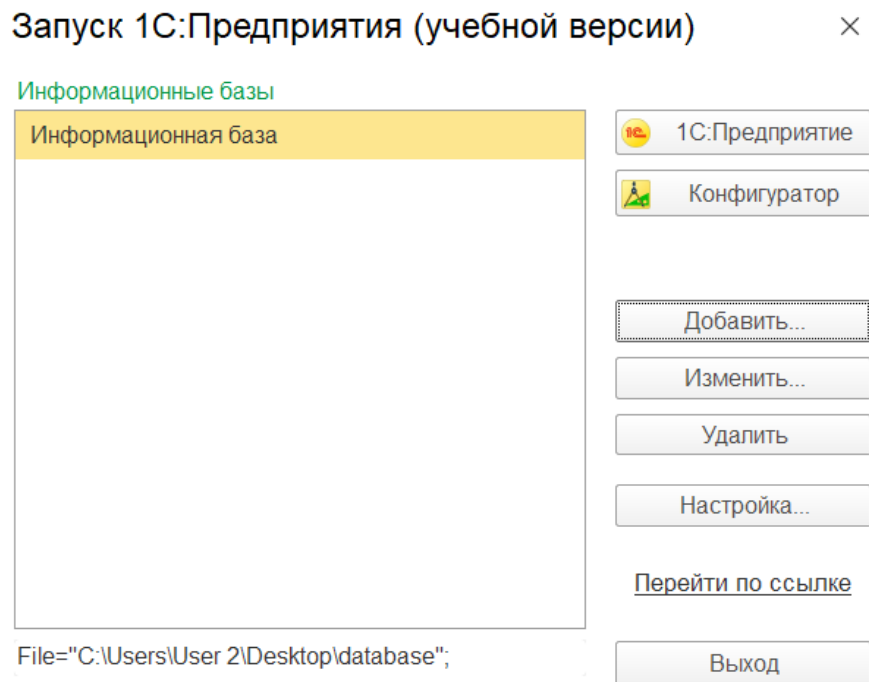 Запуск 1С:Предприятия (учебной версии)
Информационные базы
Информационная база
1С:Предприятие
Конфигуратор
Добавить...
Изменить...
Удалить
Настройка...
Перейти по ссылке
File="C:\Users\User 2\Desktop\database";
Выход